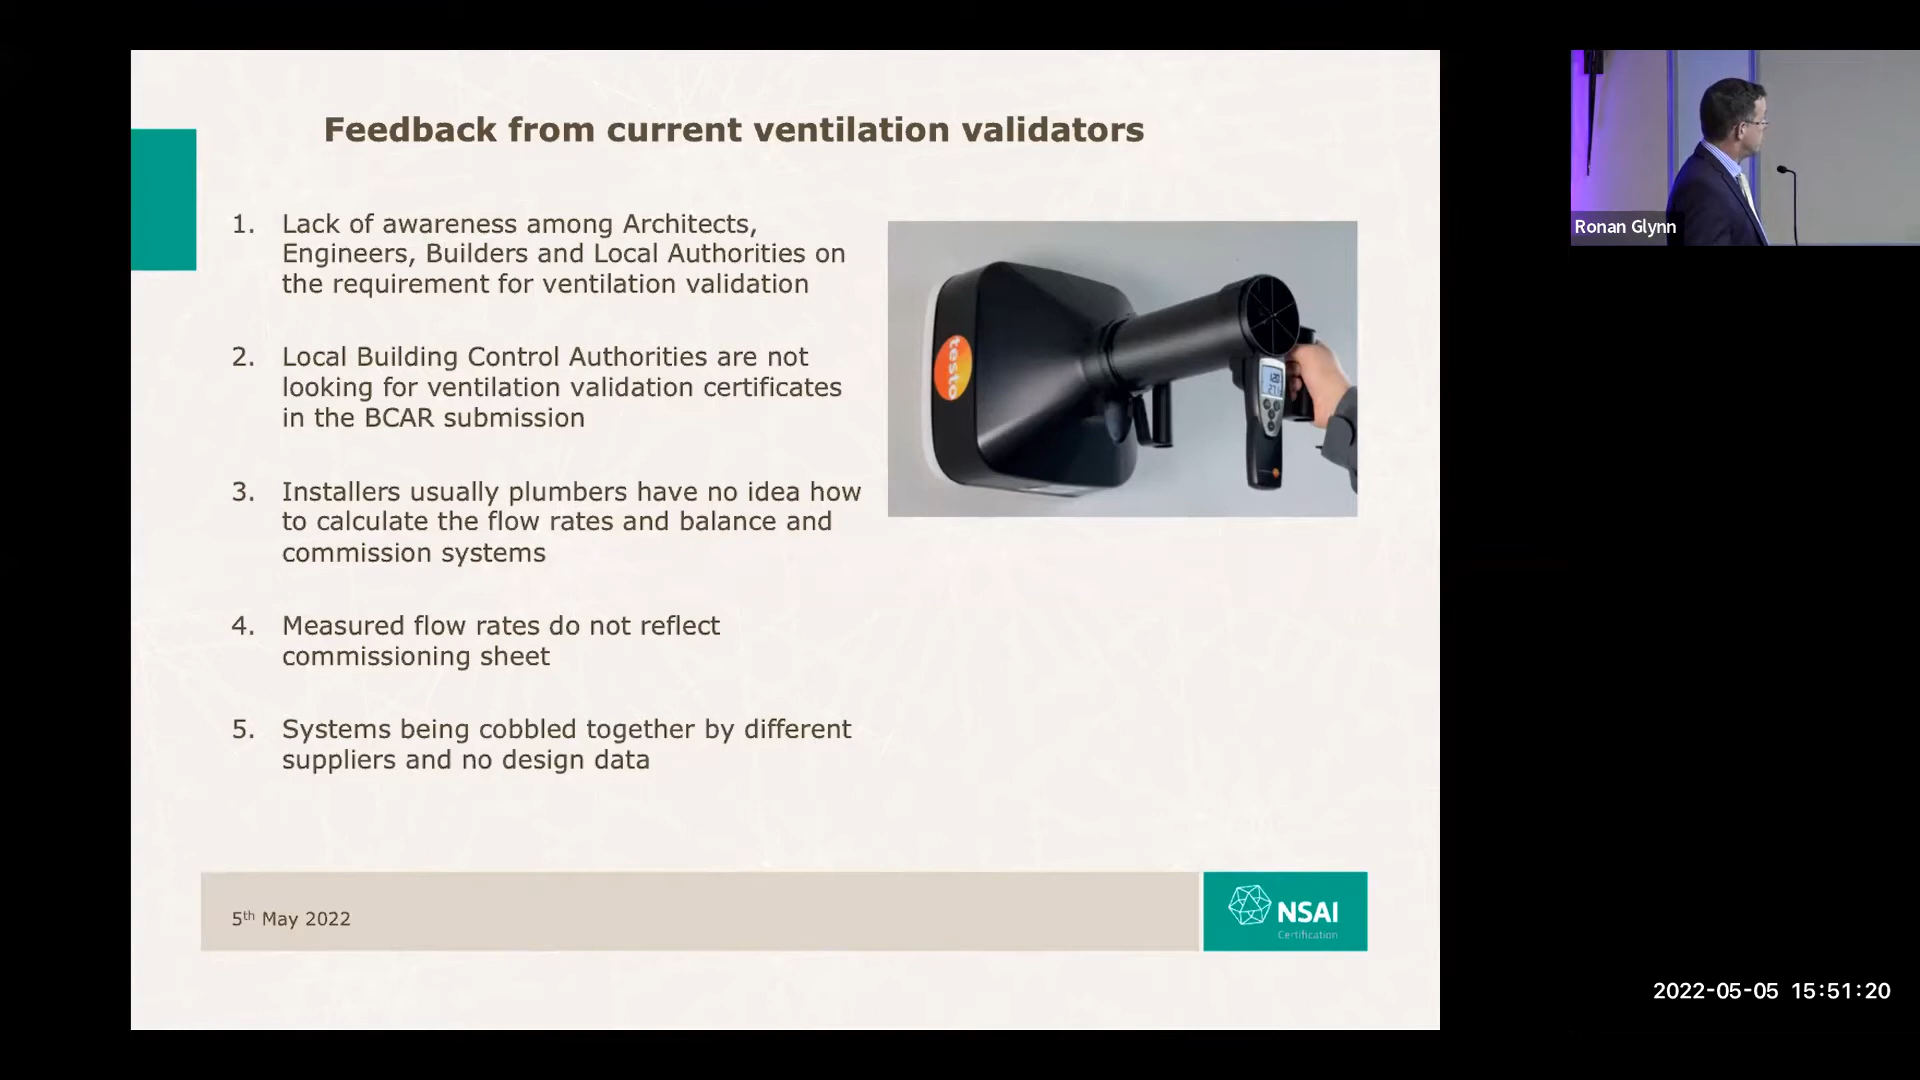 Feedback from current ventilation validators
1. Lack of awareness among Architects,
Engineers, Builders and Local Authorities on
the requirement for ventilation validation
2. Local Building Control Authorities are not
looking for ventilation validation certificates
in the BCAR submission
3. Installers usually plumbers have no idea how
to calculate the flow rates and balance and
commission systems
4. Measured flow rates do not reflect
commissioning sheet
5. Systems being cobbled together by different
suppliers and no design data
testo
5th May 2022
NSAI
Certification
Ronan Glynn
2022-05-05 15:51:20